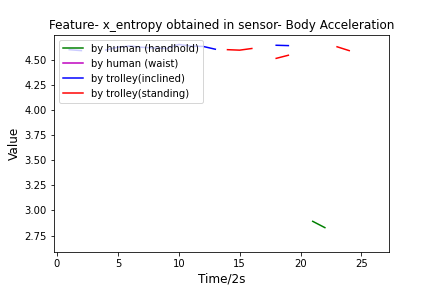 Feature- x_entropy obtained in sensor- Body Acceleration
by human (handhold)
by human (waist)
by trolley(inclined)
by trolley(standing)
Value
4.50
4.25
4.00
3.75
3.50
3.25
3.00
2.75
0 5 10 15 20 25
Time/2s